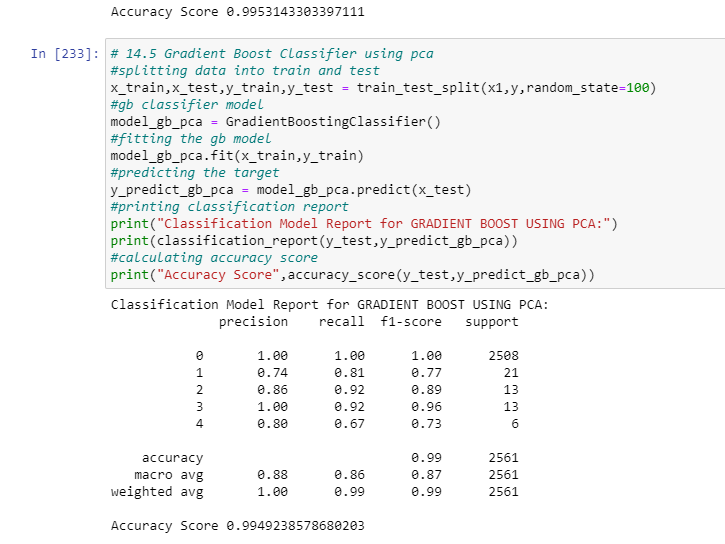 Accuracy Score 0.9953143303397111
In [233]: # 14.5 Gradient Boost Classifier using pca
#splitting data into train and test
x_train,x_test,y_train,y_test = train_test_split(x1,y,random_state=100)
#gb classifier model
model_gb_pca = GradientBoostingClassifier()
#fitting the gb model
model_gb_pca.fit(x_train,y_train)
#predicting the target
y_predict_gb_pca = model_gb_pca.predict(x_test)
#printing classification report
print("Classification Model Report for GRADIENT BOOST USING PCA:")
print(classification_report(y_test,y_predict_gb_pca))
#calculating accuracy score
print("Accuracy Score",accuracy_score(y_test,y_predict_gb_pca))
Classification Model Report for GRADIENT BOOST USING PCA:
precision recall f1-score support
0 1.00 1.00 1.00 2508
1 0.74 0.81 0.77 21
2 0.86 0.92 0.89 13
3 1.00 0.92 0.96 13
4 0.80 0.67 0.73 6
accuracy 0.99 2561
macro avg 0.88 0.86 0.87 2561
weighted avg 1.00 0.99 0.99 2561
Accuracy Score 0.9949238578680203